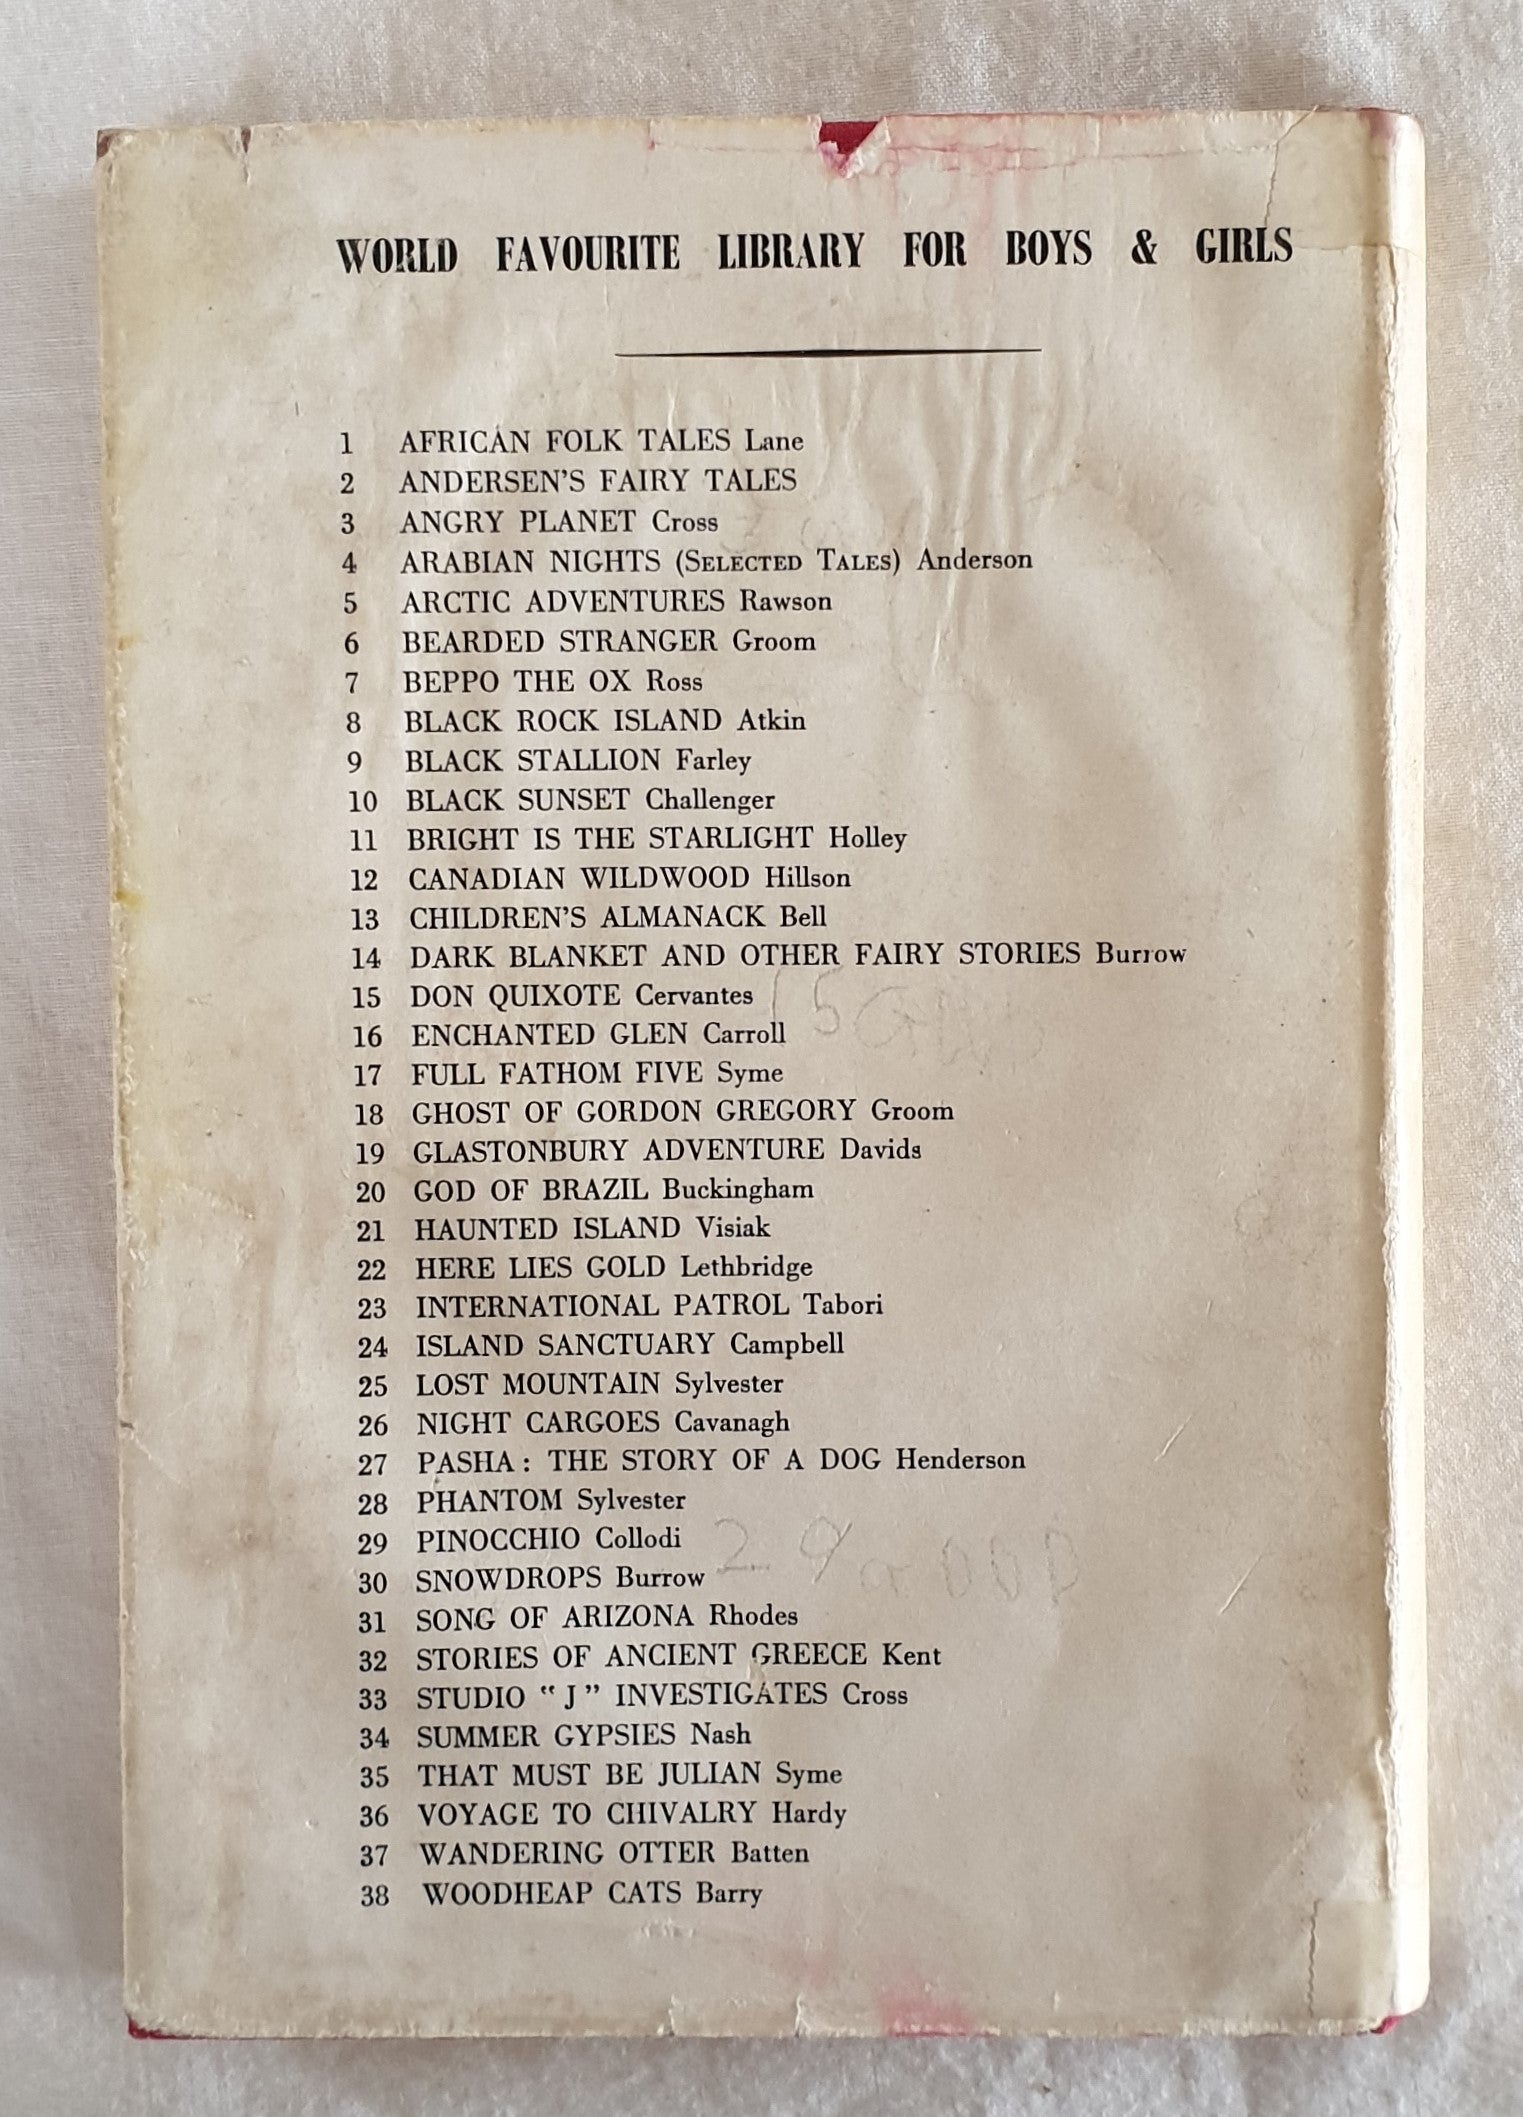 WORLD FAVOURITE LIBRARY FOR BOYS & GIRLS
1 AFRICAN FOLK TALES Lane
2 ANDERSEN'S FAIRY TALES
3 ANGRY PLANET Cross
4 ARABIAN NIGHTS (SELECTED TALES) Anderson
5 ARCTIC ADVENTURES Rawson
6 BEARDED STRANGER Groom
7 BEPPO THE OX Ross
8 BLACK ROCK ISLAND Atkin
9 BLACK STALLION Farley
10 BLACK SUNSET Challenger
11 BRIGHT IS THE STARLIGHT Holley
12 CANADIAN WILDWOOD Hillson
13 CHILDREN'S ALMANACK Bell
14 DARK BLANKET AND OTHER FAIRY STORIES Burrow
15 DON QUIXOTE Cervantes
16 ENCHANTED GLEN Carroll
17 FULL FATHOM FIVE Syme
18 GHOST OF GORDON GREGORY Groom
19 GLASTONBURY ADVENTURE Davids
20 GOD OF BRAZIL Buckingham
21 HAUNTED ISLAND Visiak
22 HERE LIES GOLD Lethbridge
23 INTERNATIONAL PATROL Tabori
24 ISLAND SANCTUARY Campbell
25 LOST MOUNTAIN Sylvester
26 NIGHT CARGOES Cavanagh
27 PASHA: THE STORY OF A DOG Henderson
28 PHANTOM Sylvester
29 PINOCCHIO Collodi
30 SNOWDROPS Burrow
31 SONG OF ARIZONA Rhodes
32 STORIES OF ANCIENT GREECE Kent
33 STUDIO "J" INVESTIGATES Cross
34 SUMMER GYPSIES Nash
35 THAT MUST BE JULIAN Syme
36 VOYAGE TO CHIVALRY Hardy
37 WANDERING OTTER Batten
38 WOODHEAP CATS Barry